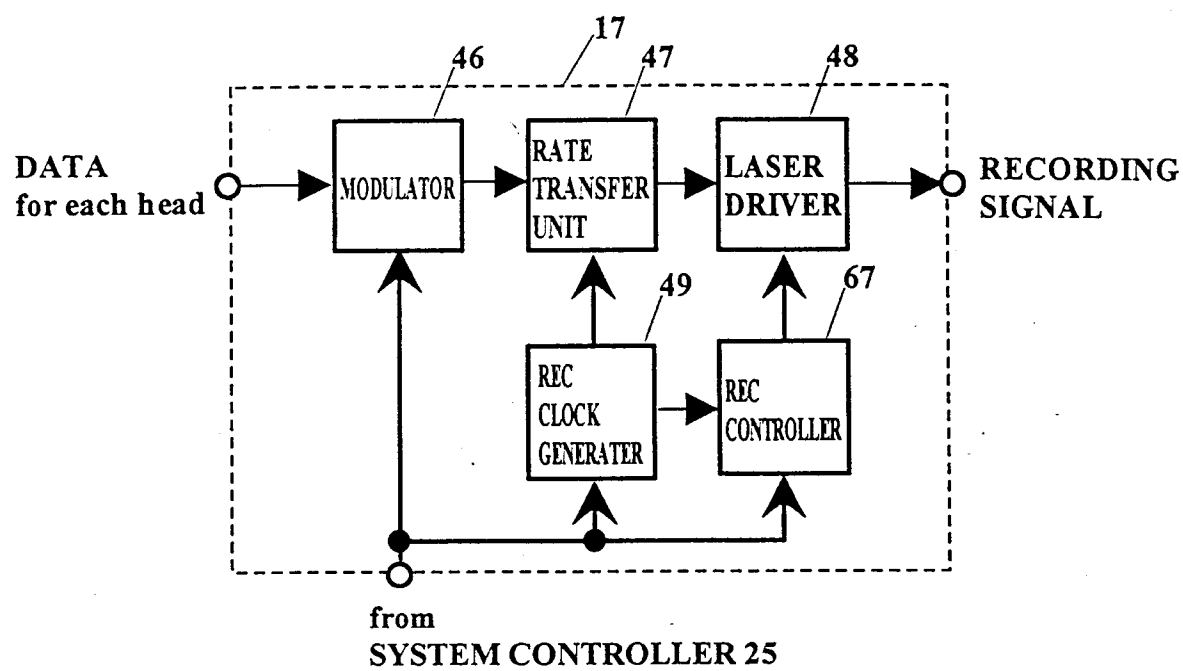 17
46
47
48
DATA
for each head
MODULATOR
RATE
TRANSFER
UNIT
LASER
DRIVER
RECORDING
SIGNAL
49
67
REC
CLOCK
GENERATER
REC
CONTROLLER
from
SYSTEM CONTROLLER 25